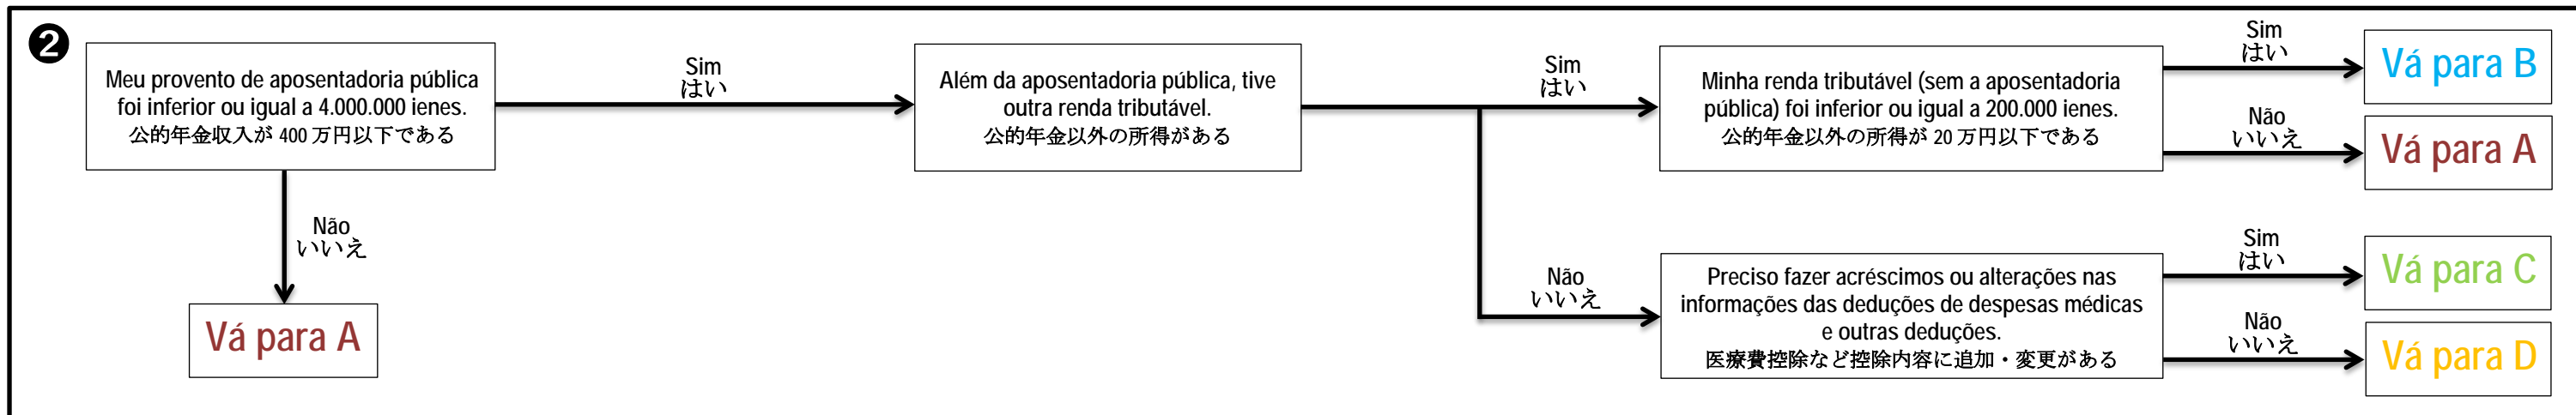 ❷
Meu provento de aposentadoria pública
foi inferior ou igual a 4.000.000 ienes.
公的年金収入が 400 万円以下である
Sim
はい
Além da aposentadoria pública, tive
outra renda tributável.
公的年金以外の所得がある
Sim
はい
Minha renda tributável (sem a aposentadoria
pública) foi inferior ou igual a 200.000 ienes.
公的年金以外の所得が 20 万円以下である
Sim
はい
Vá para B
Não
いいえ
Vá para A
Não
いいえ
Vá para A
Não
いいえ
Preciso fazer acréscimos ou alterações nas
informações das deduções de despesas médicas
e outras deduções.
医療費控除など控除内容に追加・変更がある
Sim
はい
Vá para C
Não
いいえ
Vá para D